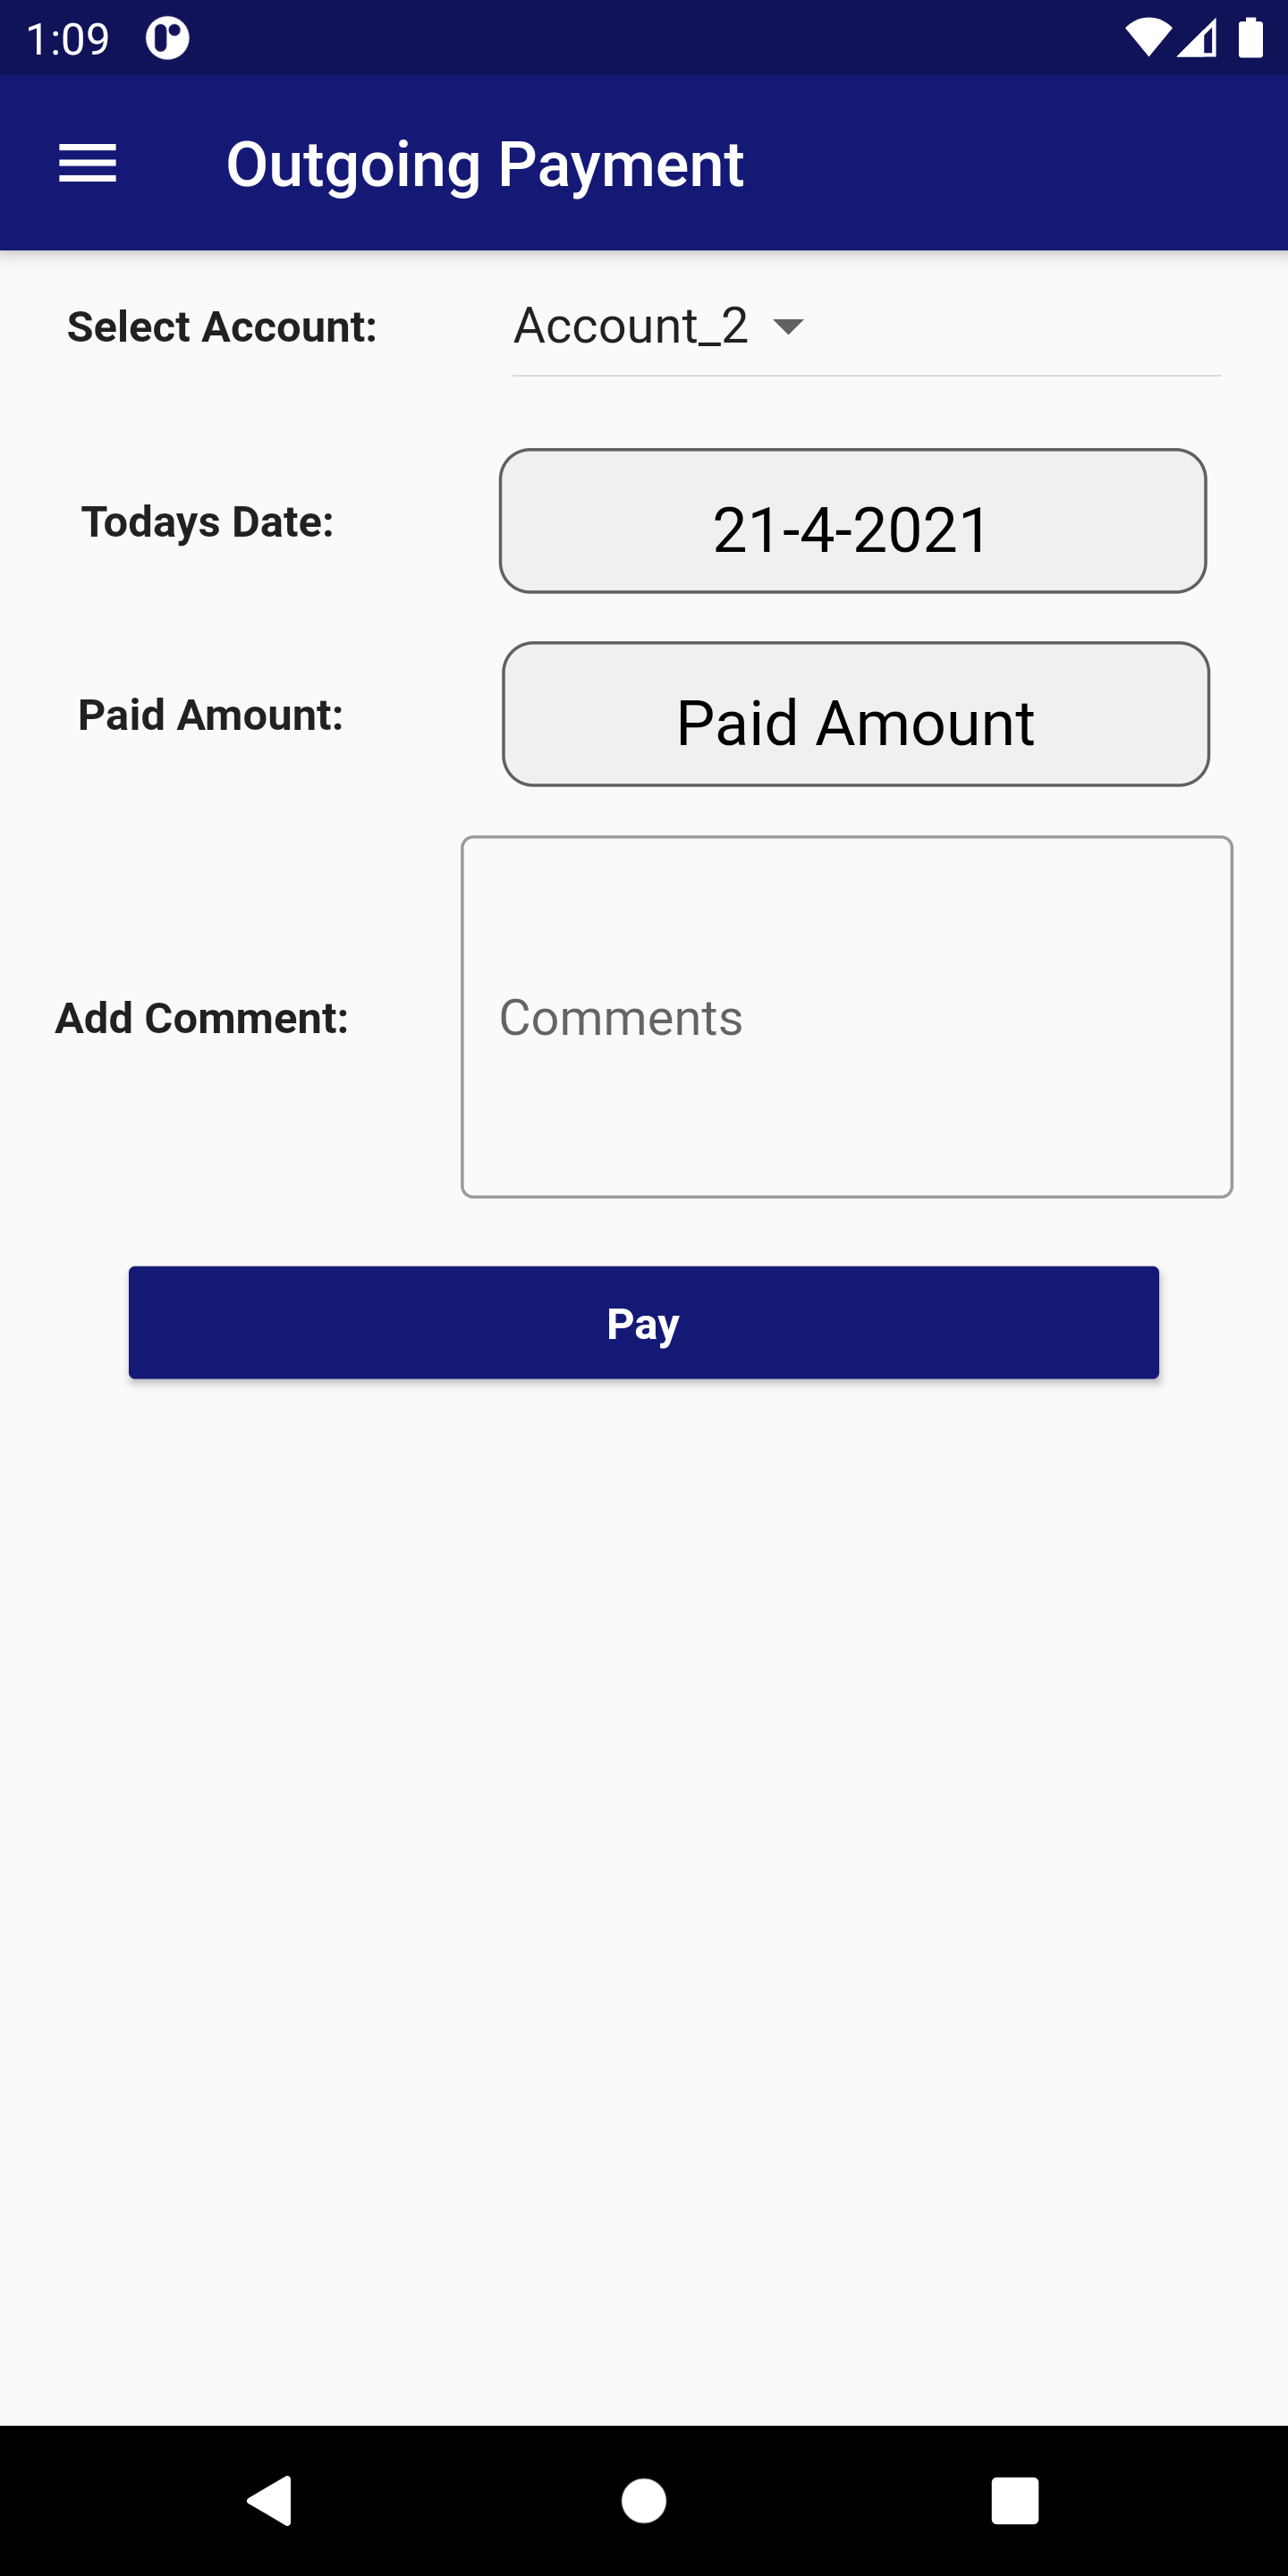 1:09
Outgoing Payment
Select Account: Account_2
Todays Date: 21-4-2021
Paid Amount: Paid Amount
Add Comment: Comments
Pay